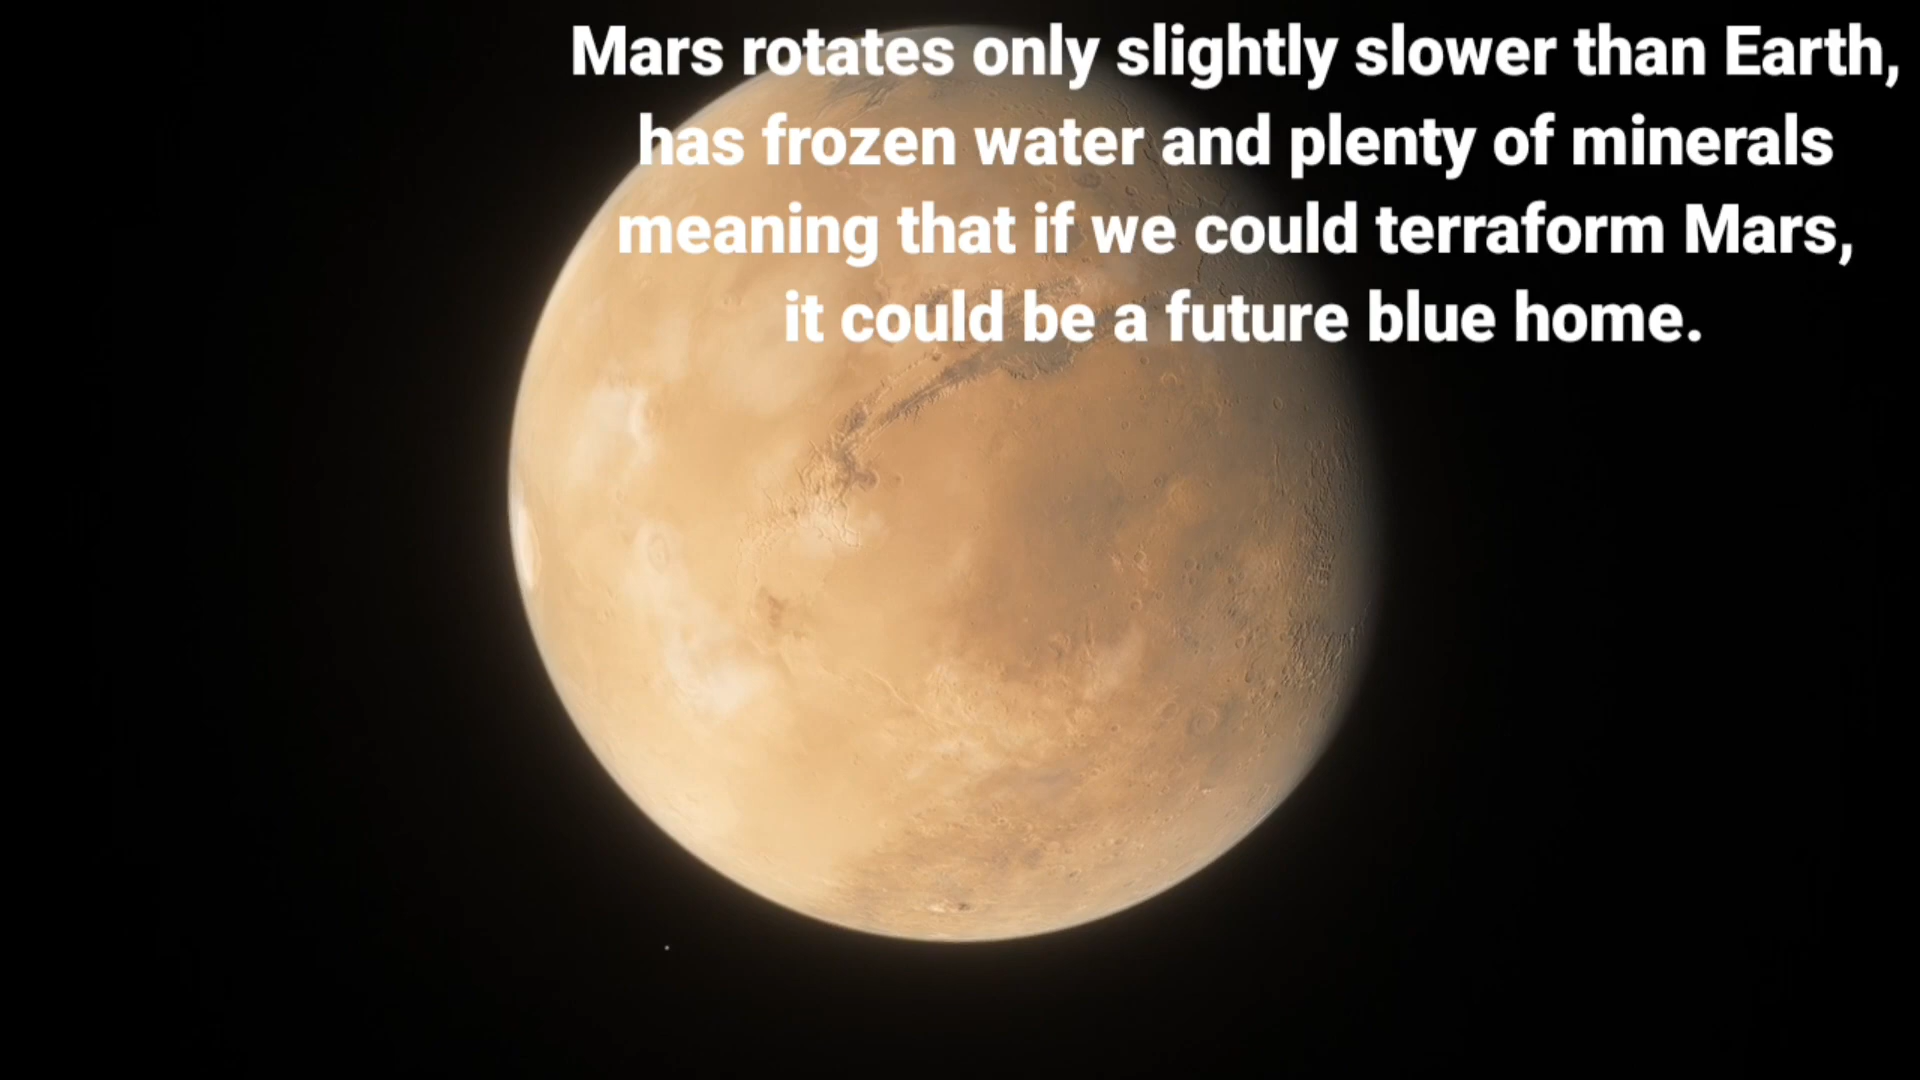 Mars rotates only slightly slower than Earth,
has frozen water and plenty of minerals
meaning that if we could terraform Mars,
it could be a future blue home.